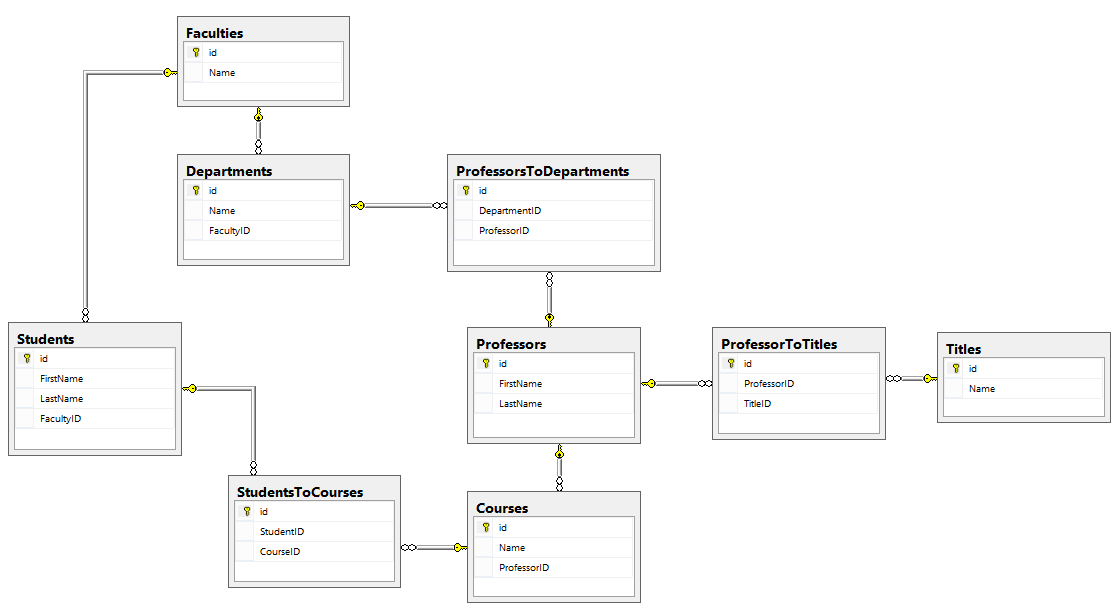 Faculties
id
Name
Departments
id
Name
FacultyID
ProfessorsToDepartments
id
DepartmentID
ProfessorID
Students
id
FirstName
LastName
FacultyID
Professors
id
FirstName
LastName
ProfessorToTitles
id
ProfessorID
TitleID
Titles
id
Name
StudentsToCourses
id
StudentID
CourseID
Courses
id
Name
ProfessorID